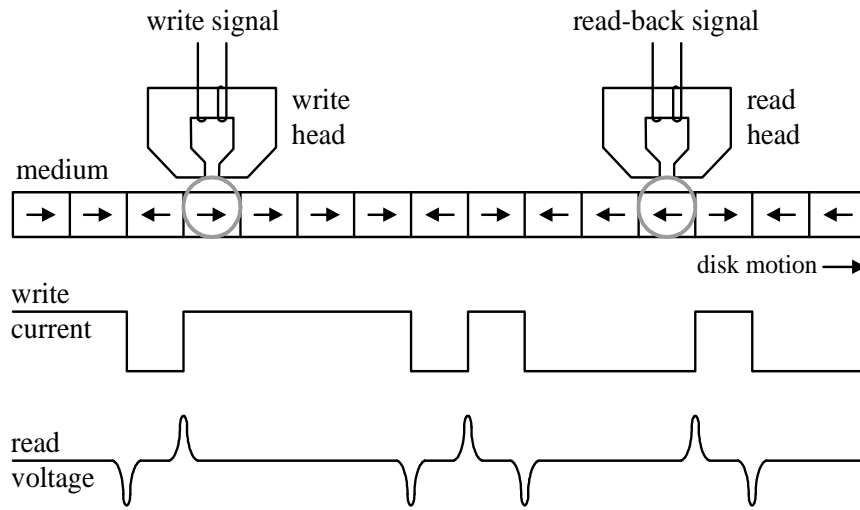 write signal
read-back signal
write
head
read
head
medium
disk motion
write
current
read
voltage